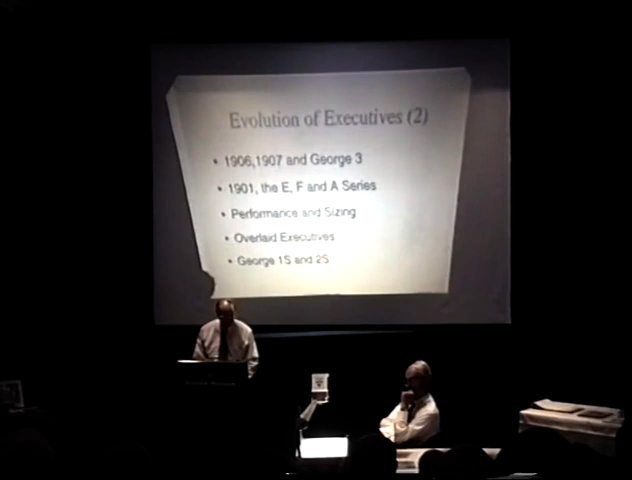 Evolution of Executives (2)
• 1906,1907 and George 3
• 1901, the E, F and A Series
• Performance and Sizing
• Overlaid Executives
• George 1S and 2S